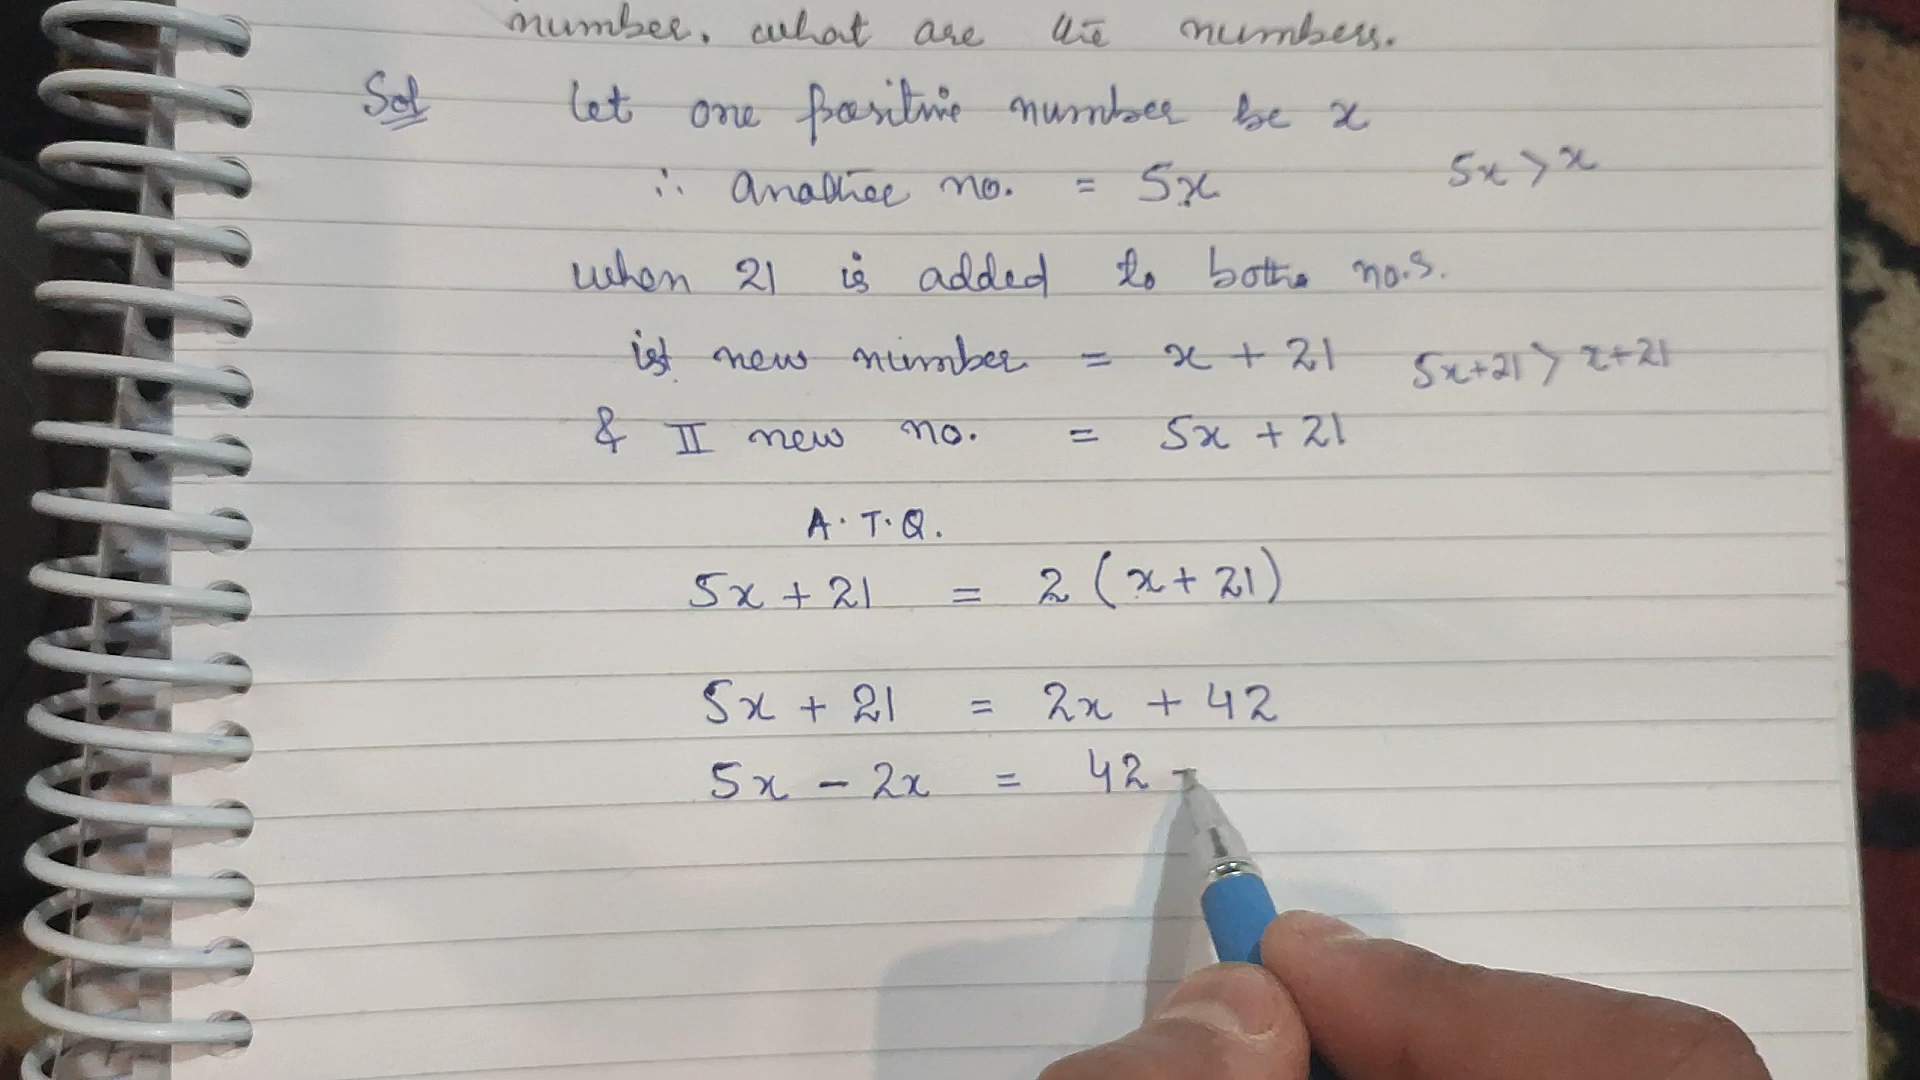 number. what are the numbers.
Sol let one positive number be x
∴ another no. = 5x 5x > x
when 21 is added to both no.s.
ist new number = x + 21 5x+21 > x+21
& II new no. = 5x + 21
A.T.Q.
5x + 21 = 2 (x + 21)
5x + 21 = 2x + 42
5x - 2x = 42 -